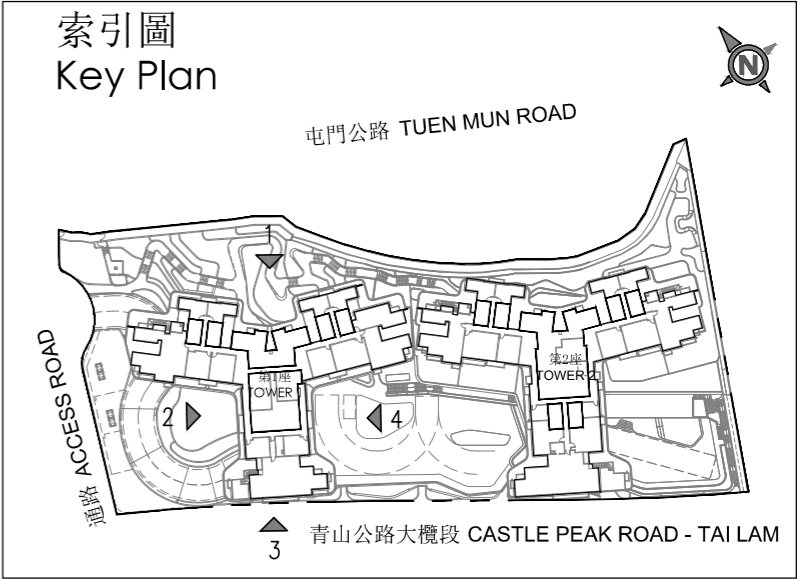 索引圖
Key Plan
N
屯門公路 TUEN MUN ROAD
1
通路 ACCESS ROAD
第1座
TOWER 1
第2座
TOWER 2
2
4
3
青山公路大欖段 CASTLE PEAK ROAD - TAI LAM